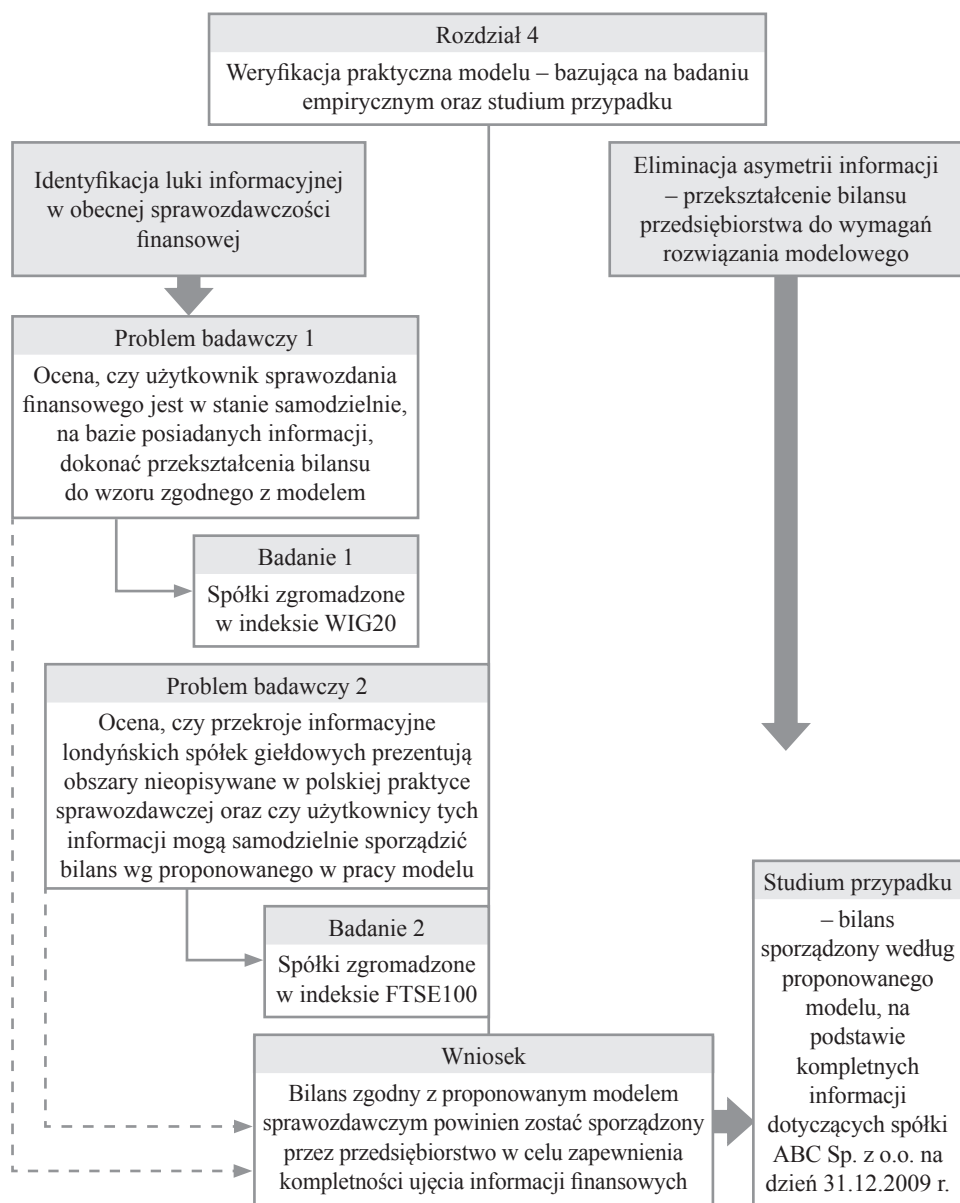 Rozdział 4
Weryfikacja praktyczna modelu – bazująca na badaniu
empirycznym oraz studium przypadku
Identyfikacja luki informacyjnej
w obecnej sprawozdawczości
finansowej
Eliminacja asymetrii informacji
– przekształcenie bilansu
przedsiębiorstwa do wymagań
rozwiązania modelowego
Problem badawczy 1
Ocena, czy użytkownik sprawozdania
finansowego jest w stanie samodzielnie,
na bazie posiadanych informacji,
dokonać przekształcenia bilansu
do wzoru zgodnego z modelem
Badanie 1
Spółki zgromadzone
w indeksie WIG20
Problem badawczy 2
Ocena, czy przekroje informacyjne
londyńskich spółek giełdowych prezentują
obszary nieopisywane w polskiej praktyce
sprawozdawczej oraz czy użytkownicy tych
informacji mogą samodzielnie sporządzić
bilans wg proponowanego w pracy modelu
Badanie 2
Spółki zgromadzone
w indeksie FTSE100
Wniosek
Bilans zgodny z proponowanym modelem
sprawozdawczym powinien zostać sporządzony
przez przedsiębiorstwo w celu zapewnienia
kompletności ujęcia informacji finansowych
Studium przypadku
– bilans
sporządzony według
proponowanego
modelu, na
podstawie
kompletnych
informacji
dotyczących spółki
ABC Sp. z o.o. na
dzień 31.12.2009 r.